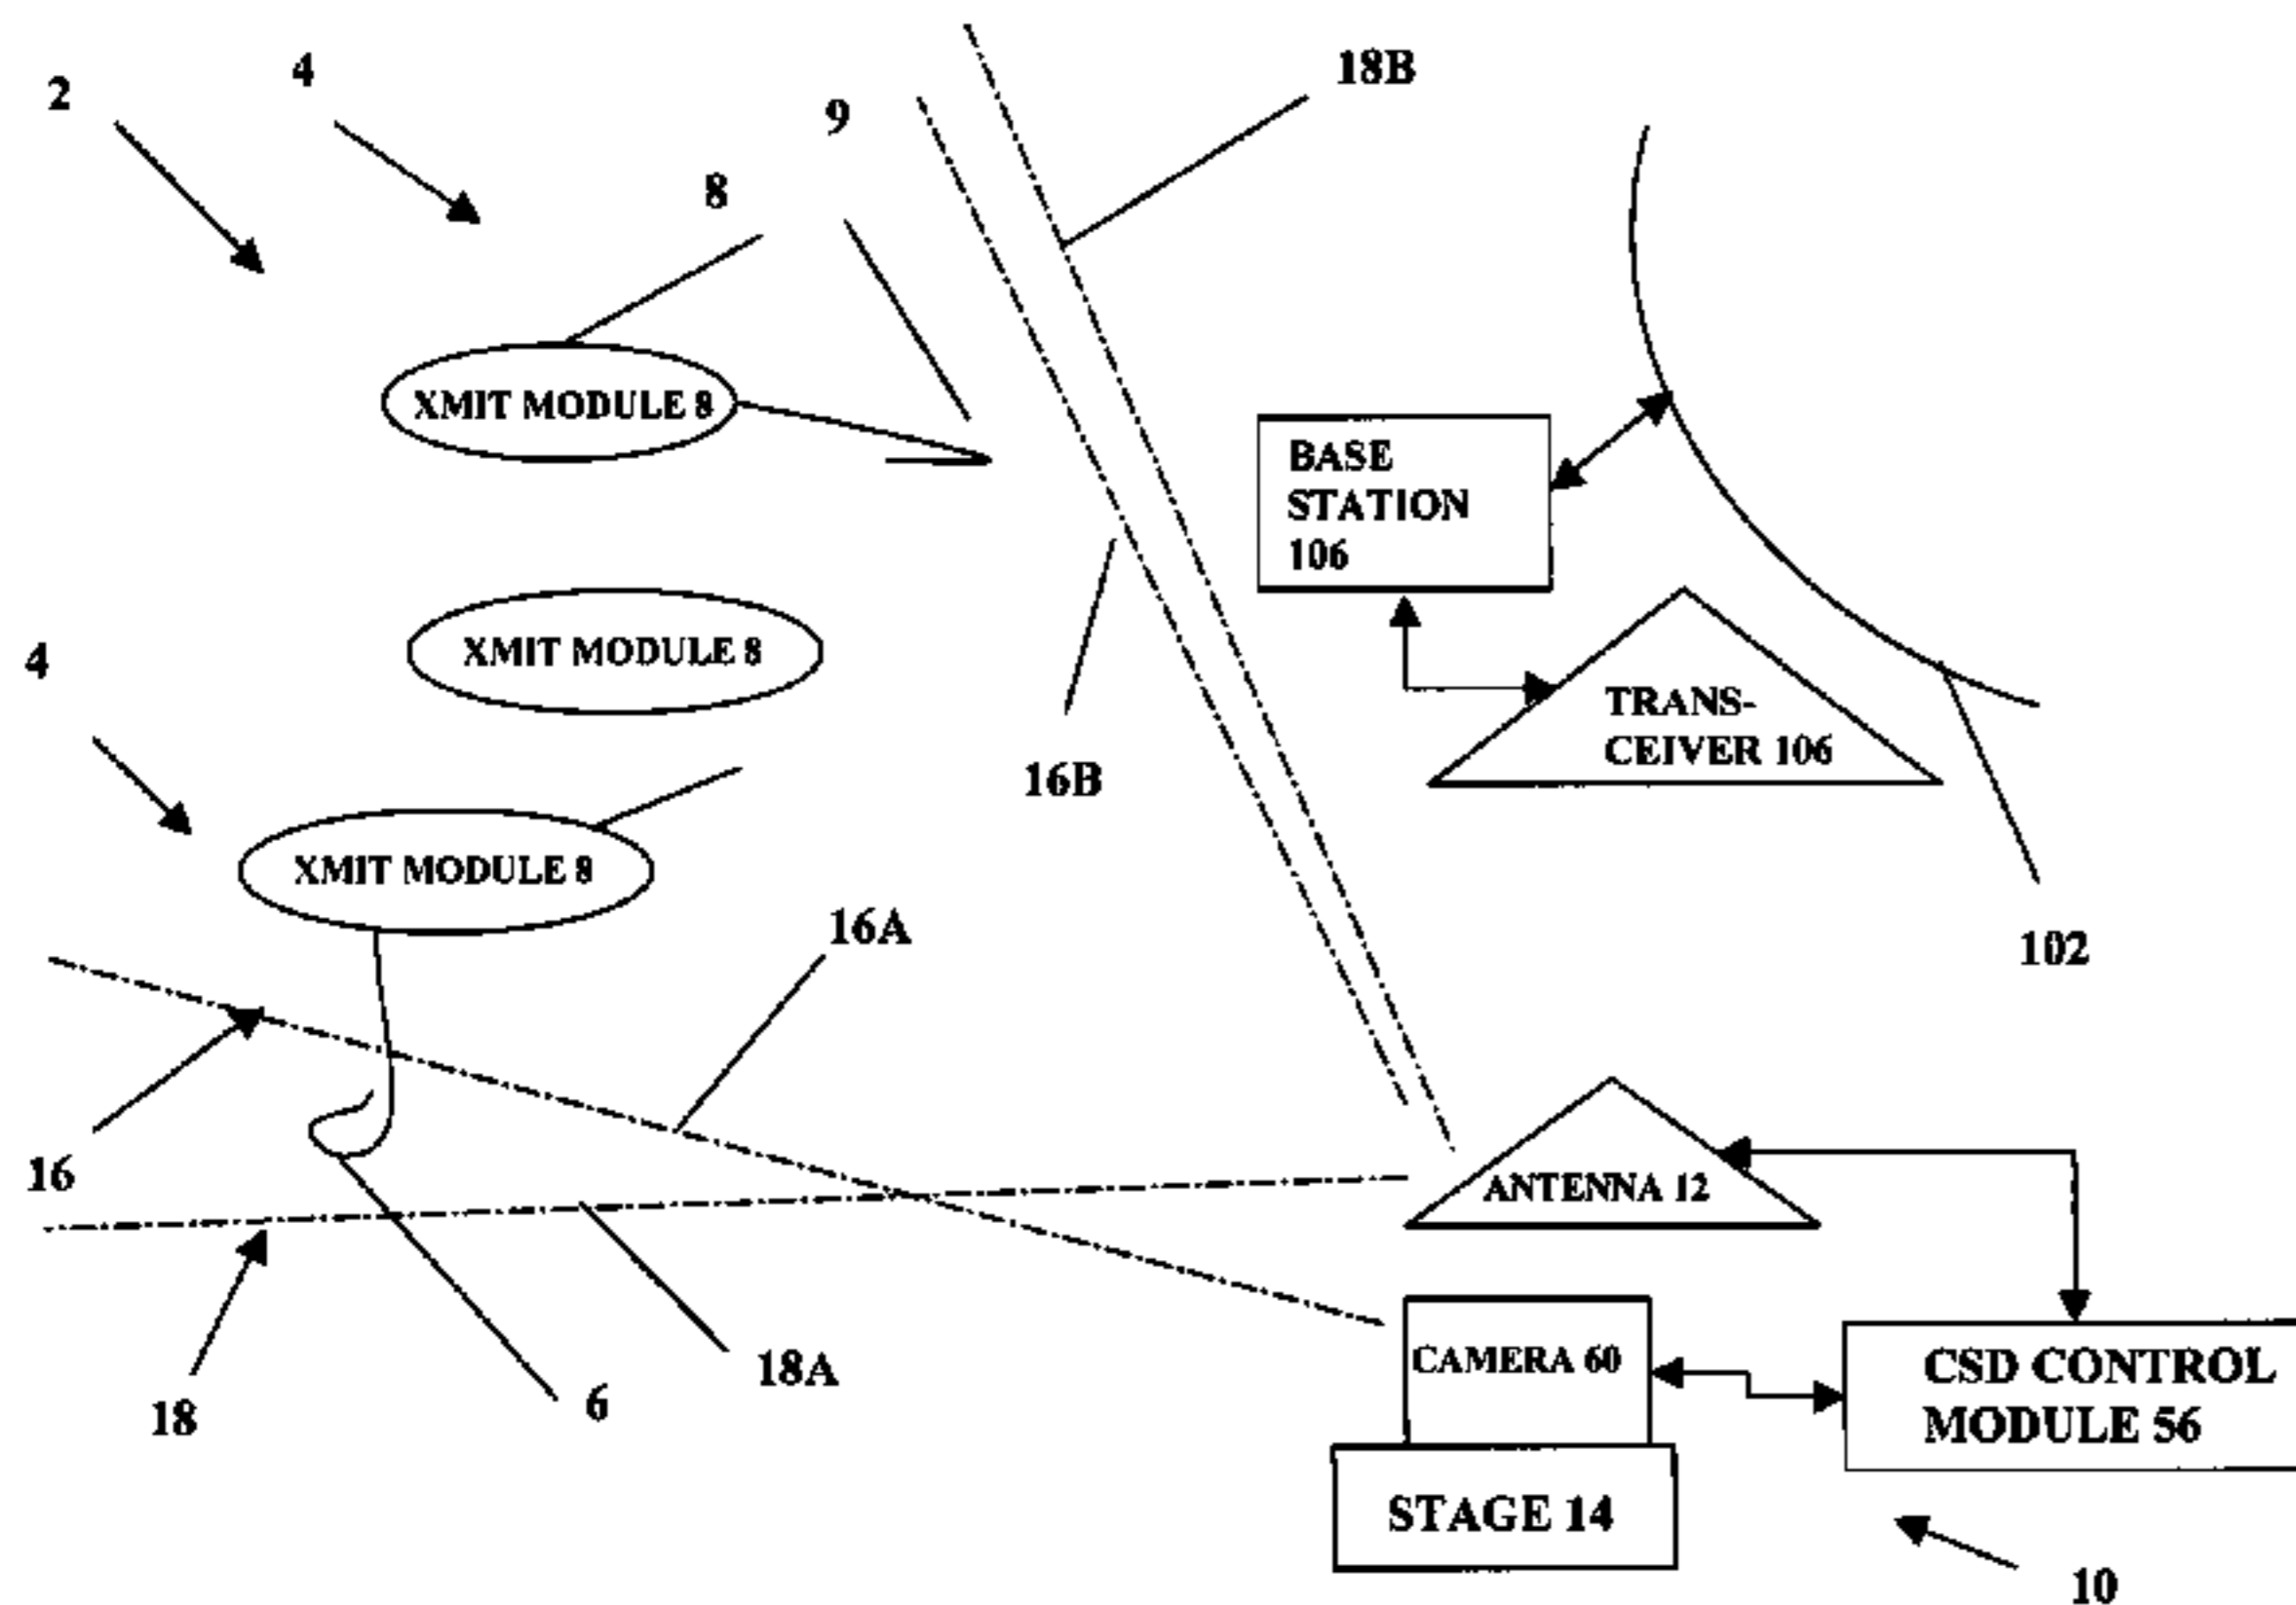 2
4
9
18B
8
XMIT MODULE 8
BASE
STATION
106
XMIT MODULE 8
4
TRANS-
CEIVER 106
16B
XMIT MODULE 8
16A
102
16
ANTENNA 12
18
18A
6
CAMERA 60
CSD CONTROL
MODULE 56
STAGE 14
10